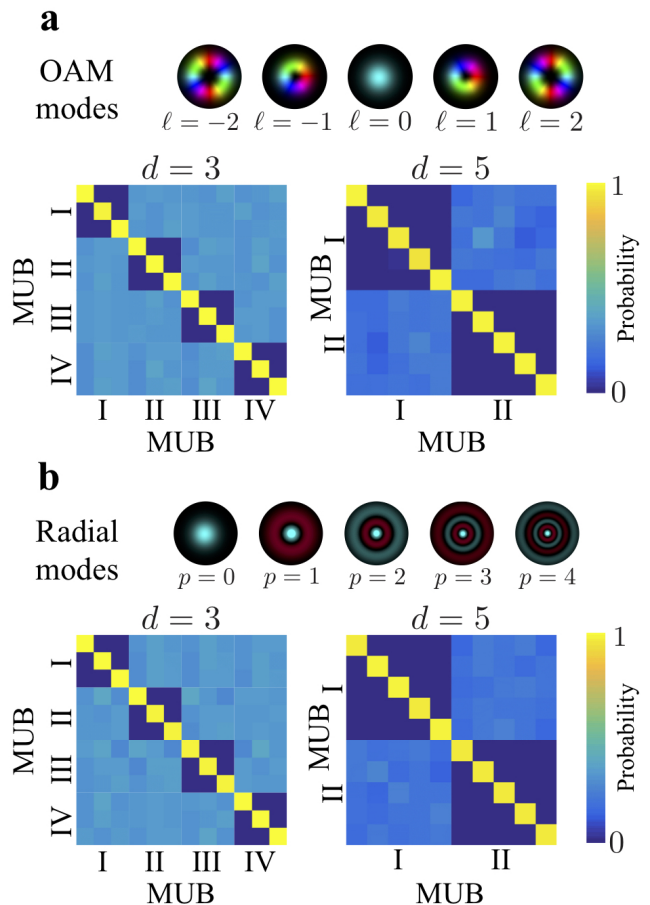 a
OAM
modes
ℓ = −2 ℓ = −1 ℓ = 0 ℓ = 1 ℓ = 2
d = 3 d = 5
MUB
I
II
III
IV
I II III IV
MUB
MUB
I
II
I II
MUB
1
Probability
0
b
Radial
modes
p = 0 p = 1 p = 2 p = 3 p = 4
d = 3 d = 5
MUB
I
II
III
IV
I II III IV
MUB
MUB
I
II
I II
MUB
1
Probability
0